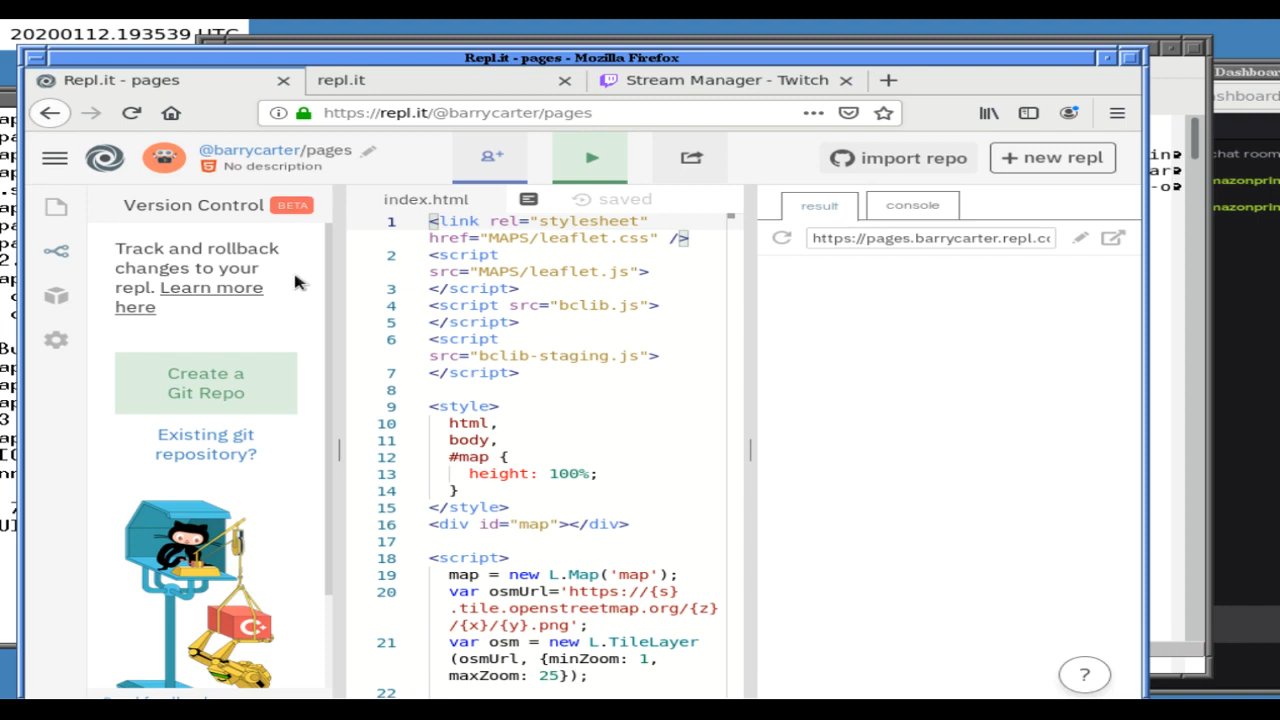 20200112.193539 UTC
Repl.it - pages - Mozilla Firefox
Dashboar
Repl.it - pages
repl.it
Stream Manager - Twitch
shboard
https://repl.it/@barrycarter/pages
chat room
@barrycarter/pages
No description
import repo
+ new repl
mazonprin
mazonprin
Version Control BETA
index.html
saved
result
console
https://pages.barrycarter.repl.co
Track and rollback
changes to your
repl. Learn more
here
Create a
Git Repo
Existing git
repository?
1 <link rel="stylesheet"
href="MAPS/leaflet.css" />
2 <script
src="MAPS/leaflet.js">
3 </script>
4 <script src="bclib.js">
5 </script>
6 <script
src="bclib-staging.js">
7 </script>
8
9 <style>
10 html,
11 body,
12 #map {
13 height: 100%;
14 }
15 </style>
16 <div id="map"></div>
17
18 <script>
19 map = new L.Map('map');
20 var osmUrl='https://{s}
.tile.openstreetmap.org/{z}
/{x}/{y}.png';
21 var osm = new L.TileLayer
(osmUrl, {minZoom: 1,
maxZoom: 25});
22
?